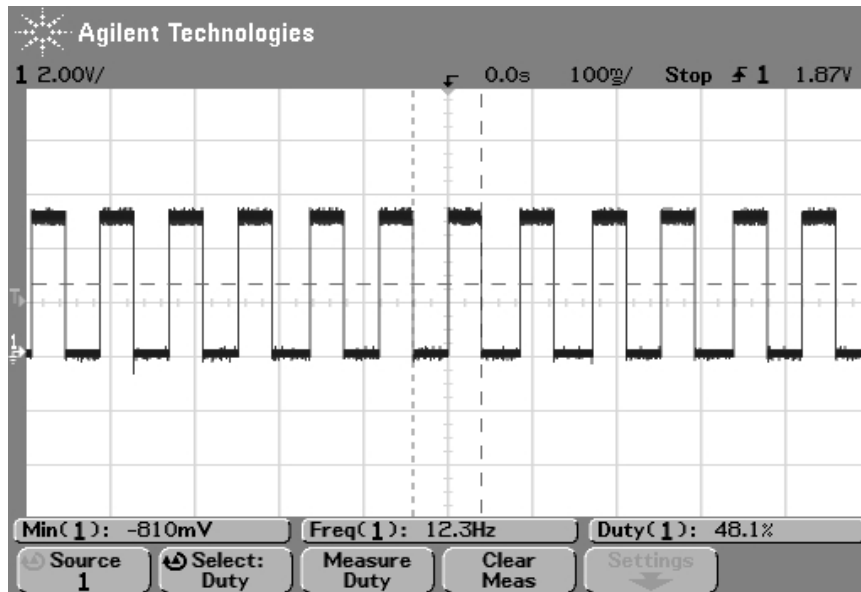 Agilent Technologies
1 2.00V/ 0.0s 100ms/ Stop 1 1.87V
T
Min(1): -810mV Freq(1): 12.3Hz Duty(1): 48.1%
Source Select: Measure Clear Settings
1 Duty Duty Meas